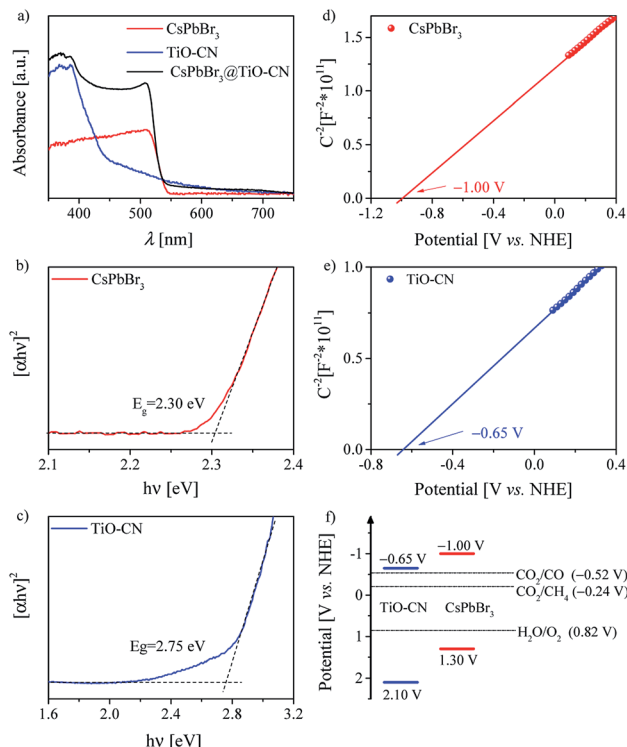 a)
CsPbBr3
TiO-CN
CsPbBr3@TiO-CN
Absorbance [a.u.]
400 500 600 700
λ [nm]
b)
CsPbBr3
[αhν]2
Eg=2.30 eV
2.1 2.2 2.3 2.4
hν [eV]
c)
TiO-CN
[αhν]2
Eg=2.75 eV
1.6 2.0 2.4 2.8 3.2
hν [eV]
d)
CsPbBr3
C-2[F-2*1011]
1.5
1.0
0.5
0.0
−1.00 V
-1.2 -0.8 -0.4 0.0 0.4
Potential [V vs. NHE]
e)
TiO-CN
C-2[F-2*1011]
1.0
0.5
0.0
−0.65 V
-0.8 -0.4 0.0 0.4
Potential [V vs. NHE]
f)
Potential [V vs. NHE]
-1
0
1
2
−0.65 V
−1.00 V
CO2/CO (−0.52 V)
CO2/CH4 (−0.24 V)
TiO-CN CsPbBr3
H2O/O2 (0.82 V)
1.30 V
2.10 V